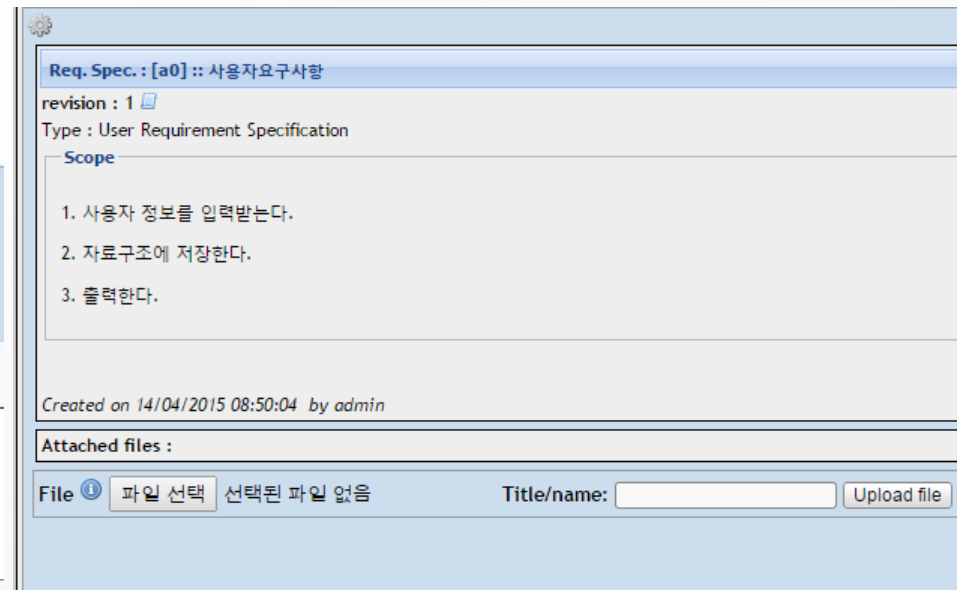 Req. Spec. : [a0] :: 사용자요구사항
revision : 1
Type : User Requirement Specification
Scope
1. 사용자 정보를 입력받는다.
2. 자료구조에 저장한다.
3. 출력한다.
Created on 14/04/2015 08:50:04 by admin
Attached files :
File 파일 선택 선택된 파일 없음 Title/name: Upload file